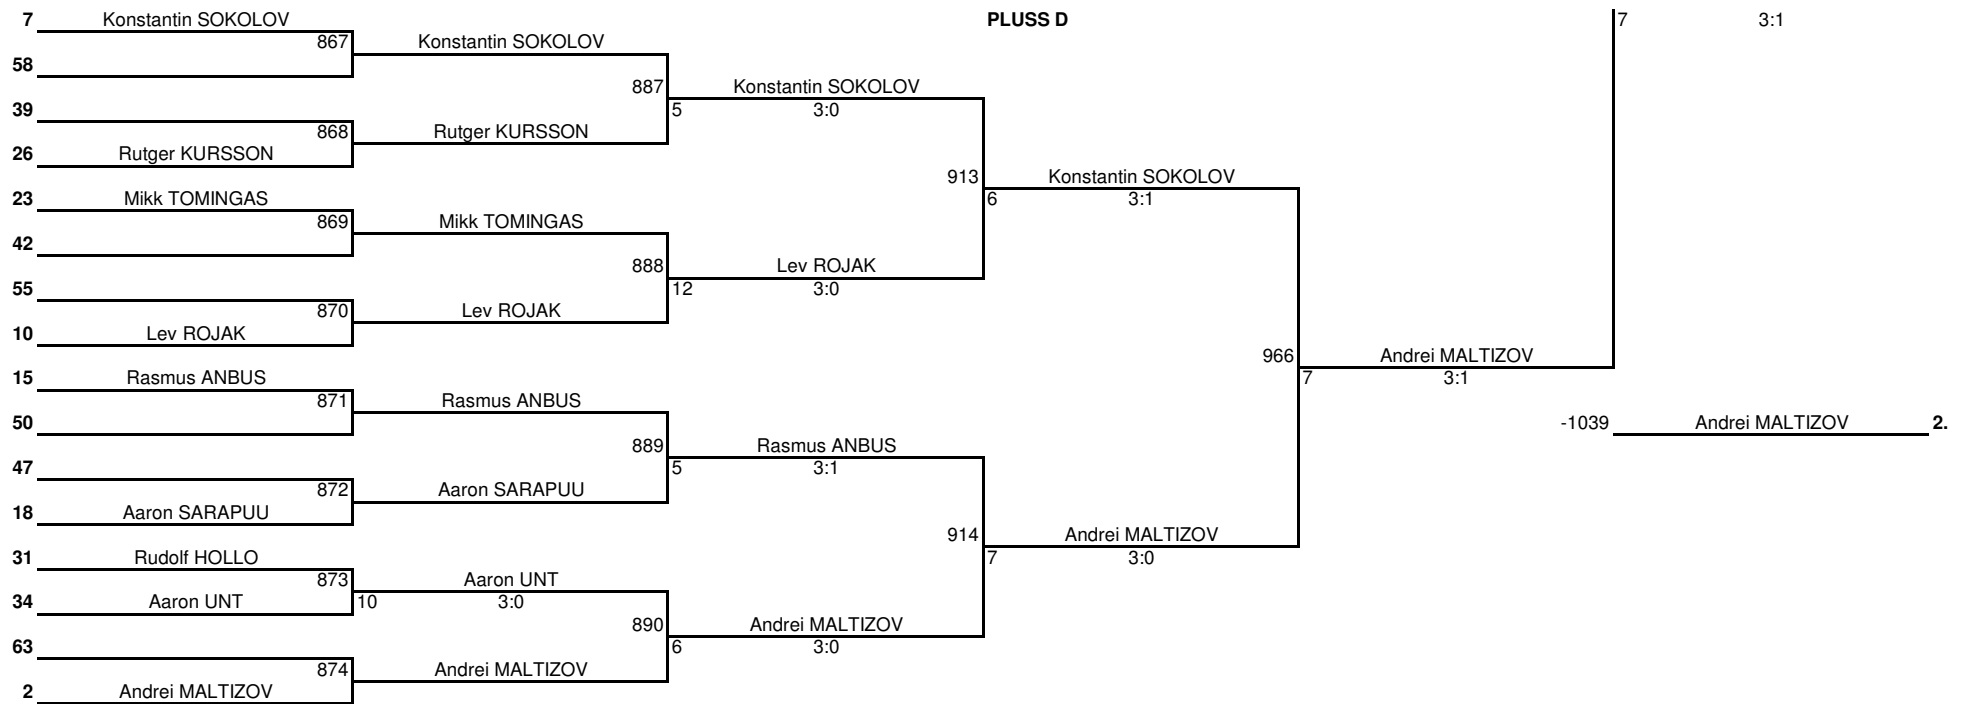 7 Konstantin SOKOLOV PLUSS D 7 3:1
867 Konstantin SOKOLOV
58
887 Konstantin SOKOLOV
39 5 3:0
868 Rutger KURSSON
26 Rutger KURSSON
913 Konstantin SOKOLOV
23 Mikk TOMINGAS 6 3:1
869 Mikk TOMINGAS
42
888 Lev ROJAK
55 12 3:0
870 Lev ROJAK
10 Lev ROJAK
966 Andrei MALTIZOV
15 Rasmus ANBUS 7 3:1
871 Rasmus ANBUS
50 -1039 Andrei MALTIZOV 2.
889 Rasmus ANBUS
47 5 3:1
872 Aaron SARAPUU
18 Aaron SARAPUU
914 Andrei MALTIZOV
31 Rudolf HOLLO 7 3:0
873 Aaron UNT
34 Aaron UNT 10 3:0
890 Andrei MALTIZOV
63 6 3:0
874 Andrei MALTIZOV
2 Andrei MALTIZOV